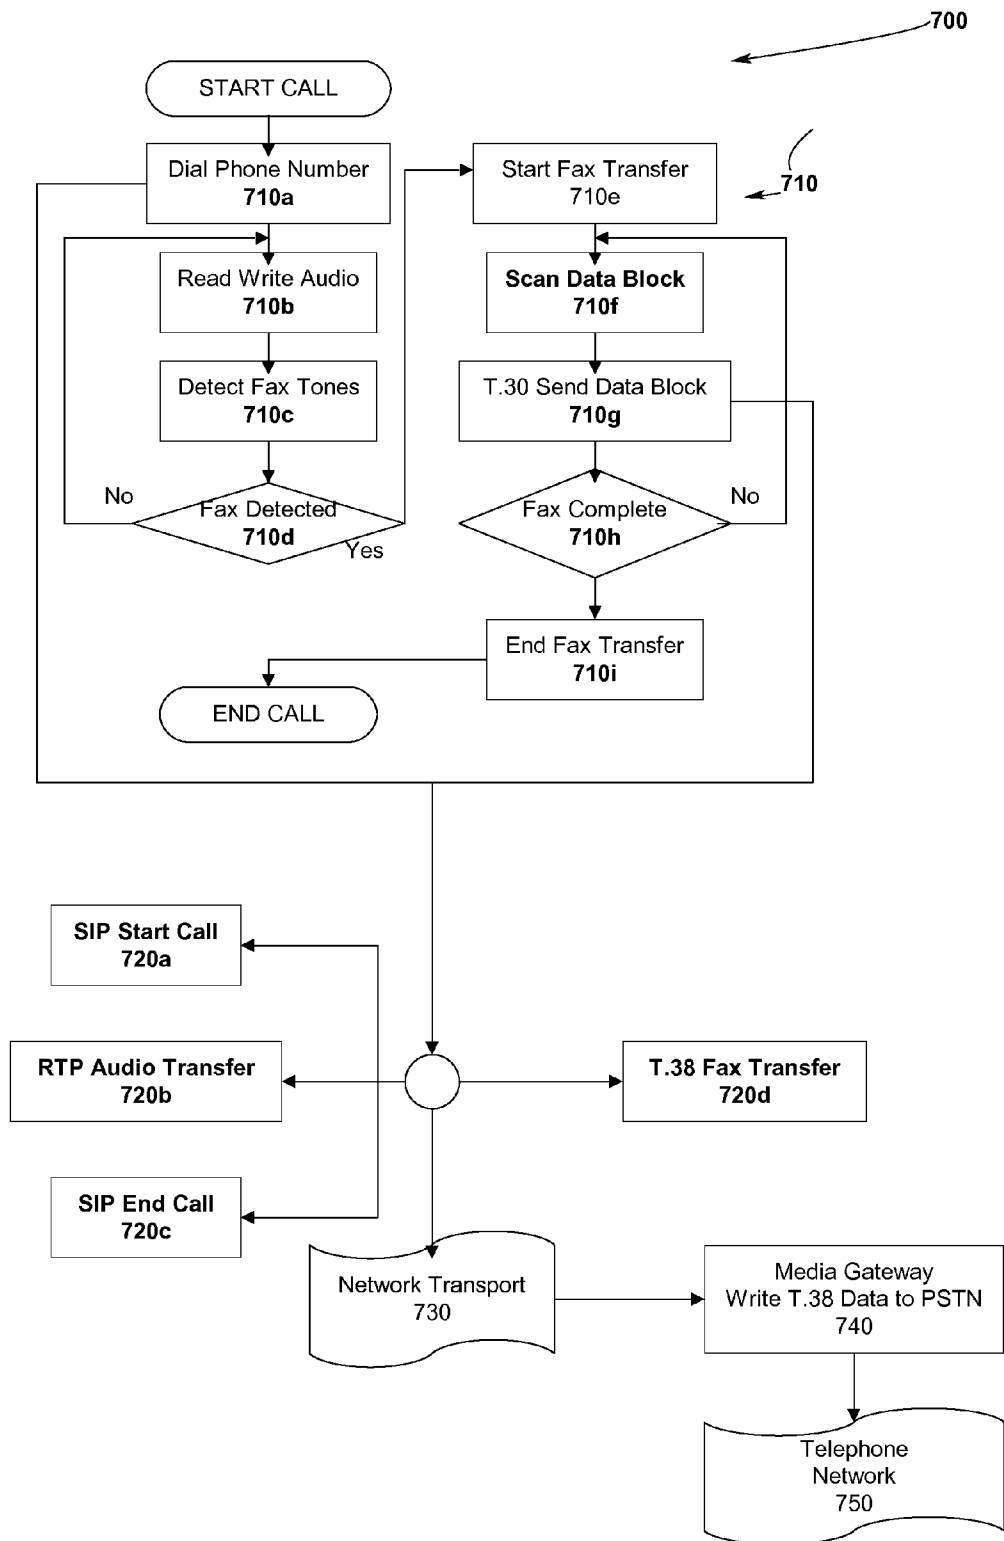 700
START CALL
Dial Phone Number
710a
Start Fax Transfer
710e
710
Read Write Audio
710b
Scan Data Block
710f
Detect Fax Tones
710c
T.30 Send Data Block
710g
No
Fax Detected
710d
Yes
Fax Complete
710h
No
End Fax Transfer
710i
END CALL
SIP Start Call
720a
RTP Audio Transfer
720b
T.38 Fax Transfer
720d
SIP End Call
720c
Network Transport
730
Media Gateway
Write T.38 Data to PSTN
740
Telephone
Network
750